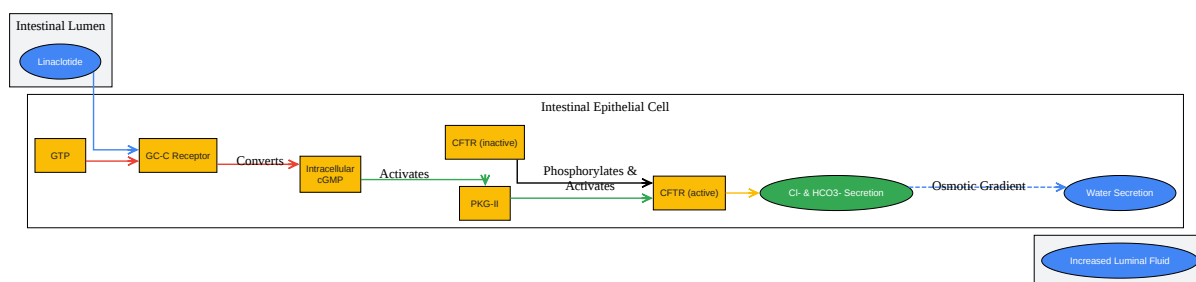 Intestinal Lumen
Linaclotide
Intestinal Epithelial Cell
GTP
GC-C Receptor
Converts
Intracellular
cGMP
Activates
CFTR (inactive)
PKG-II
Phosphorylates &
Activates
CFTR (active)
Cl- & HCO3- Secretion
Osmotic Gradient
Water Secretion
Increased Luminal Fluid